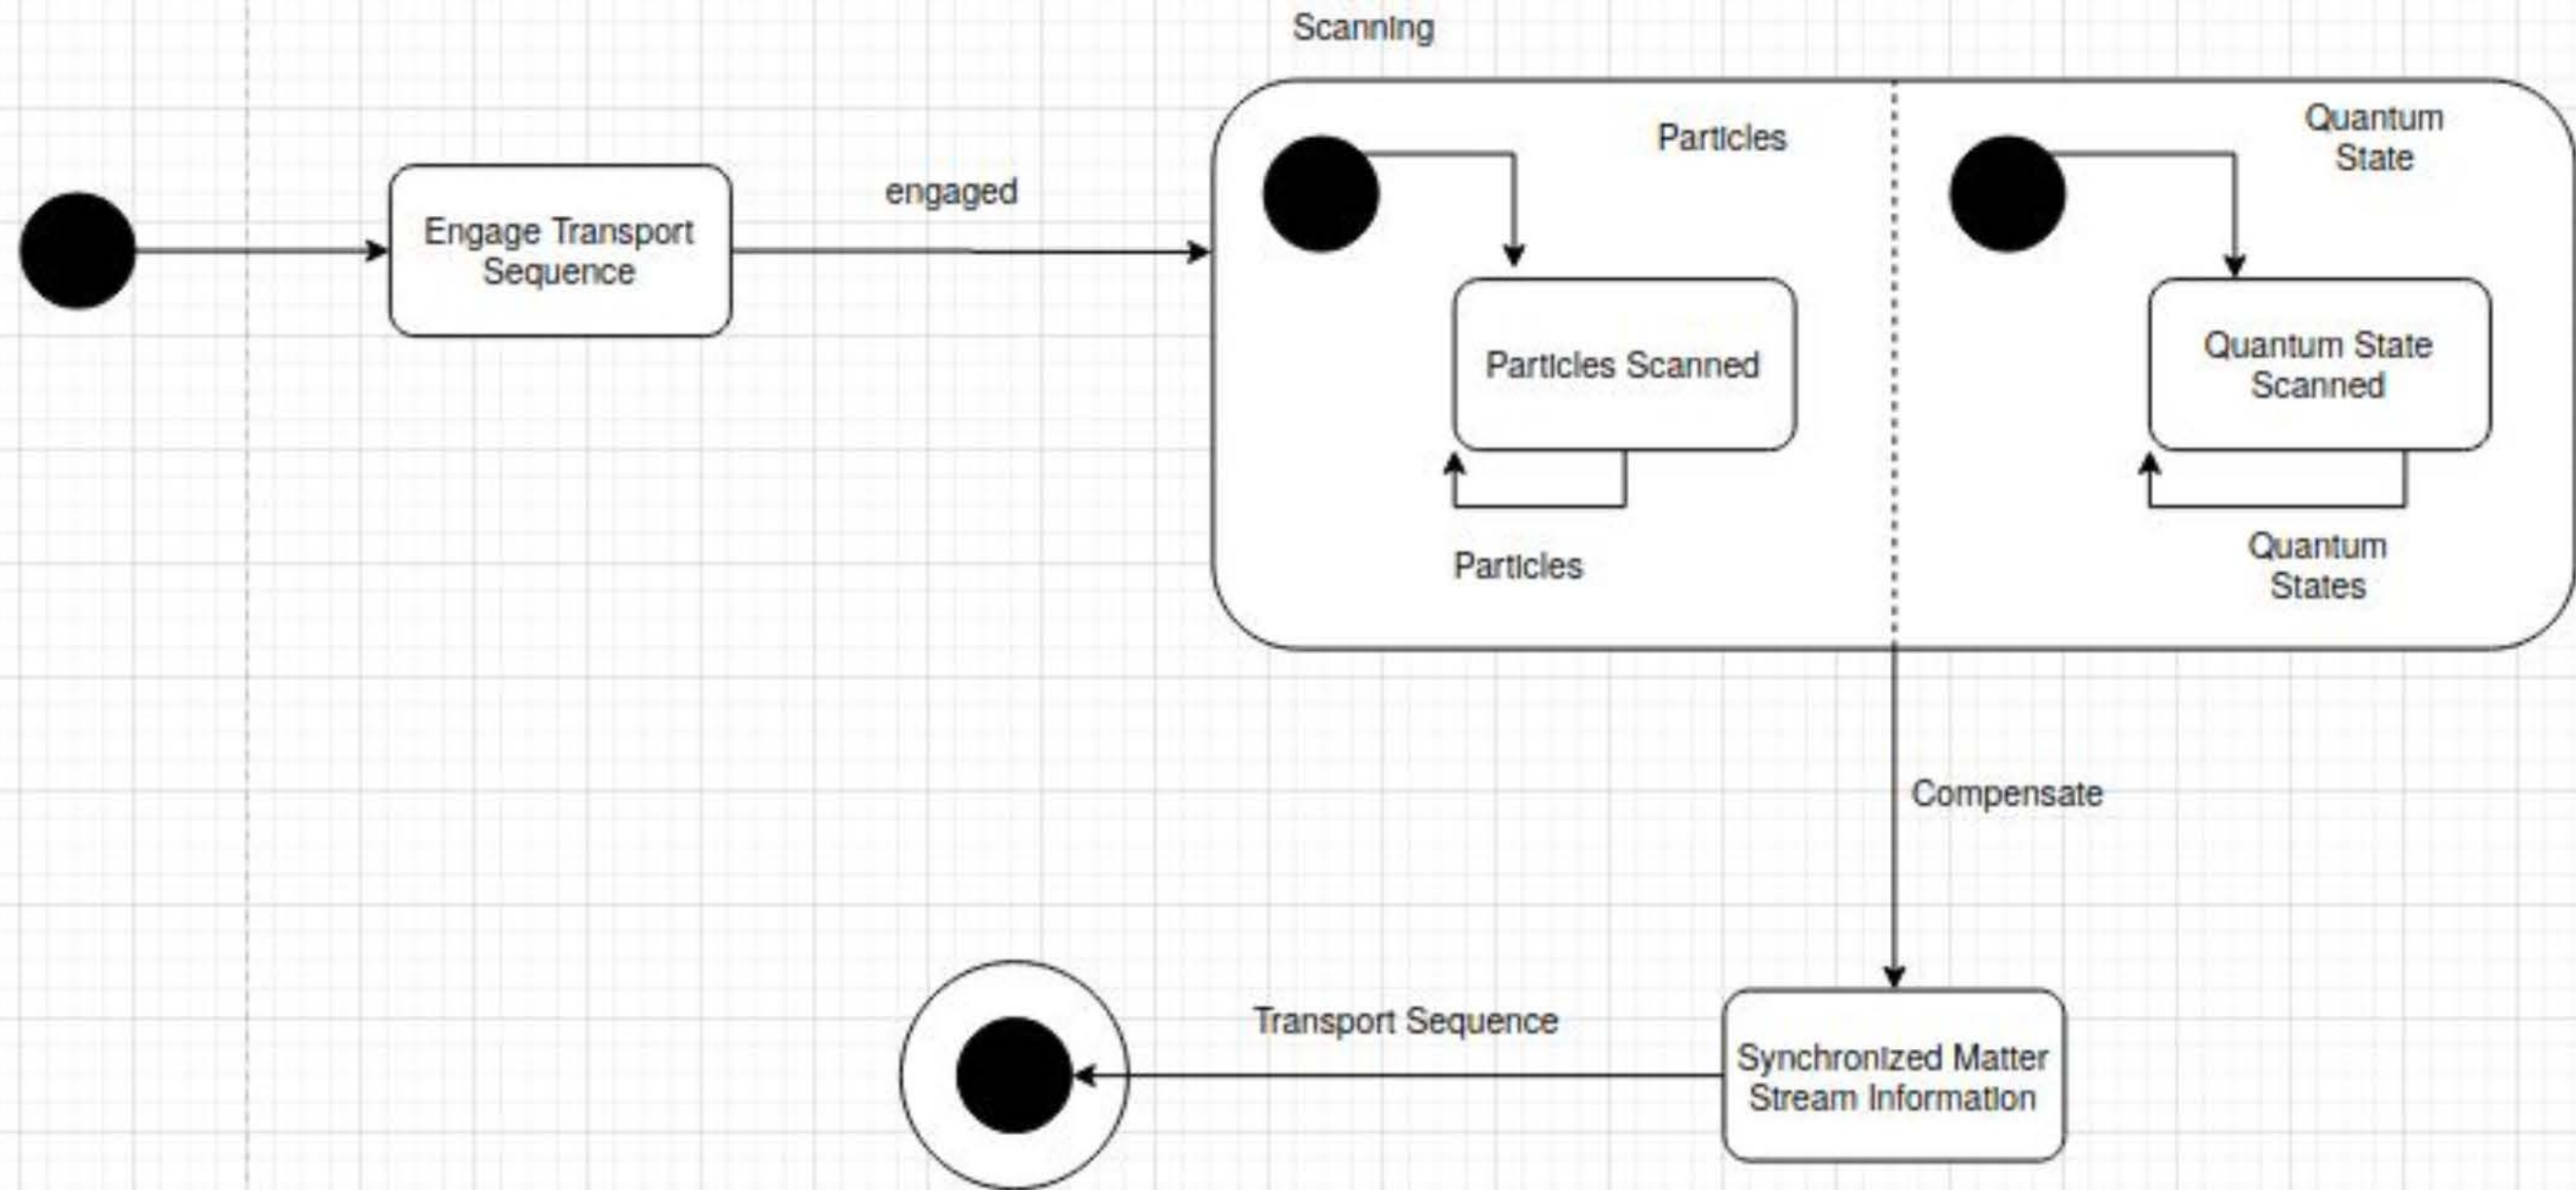 Scanning
Particles
Quantum
State
engaged
Engage Transport
Sequence
Particles Scanned
Quantum State
Scanned
Particles
Quantum
States
Compensate
Transport Sequence
Synchronized Matter
Stream Information